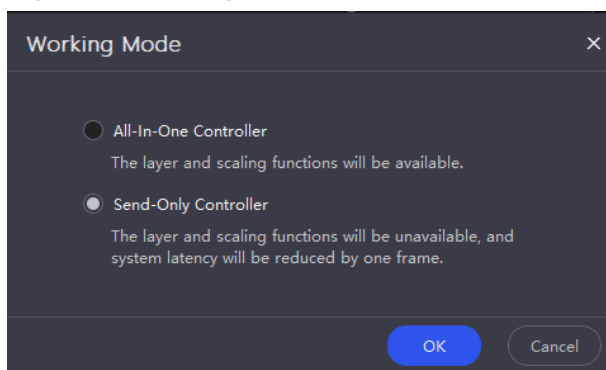 Working Mode
All-In-One Controller
The layer and scaling functions will be available.
Send-Only Controller
The layer and scaling functions will be unavailable, and
system latency will be reduced by one frame.
OK
Cancel